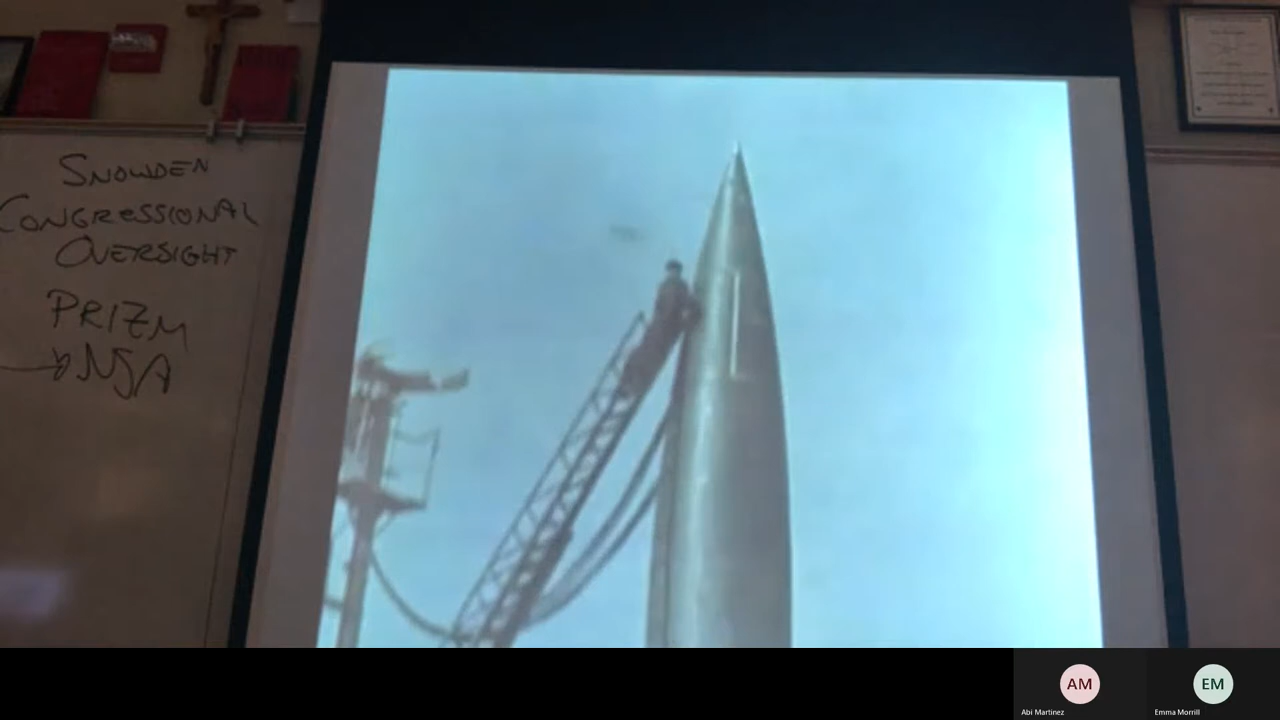 SNOWDEN
CONGRESSIONAL
OVERSIGHT
PRIZM
→NSA
AM
EM
Abi Martinez
Emma Morrill